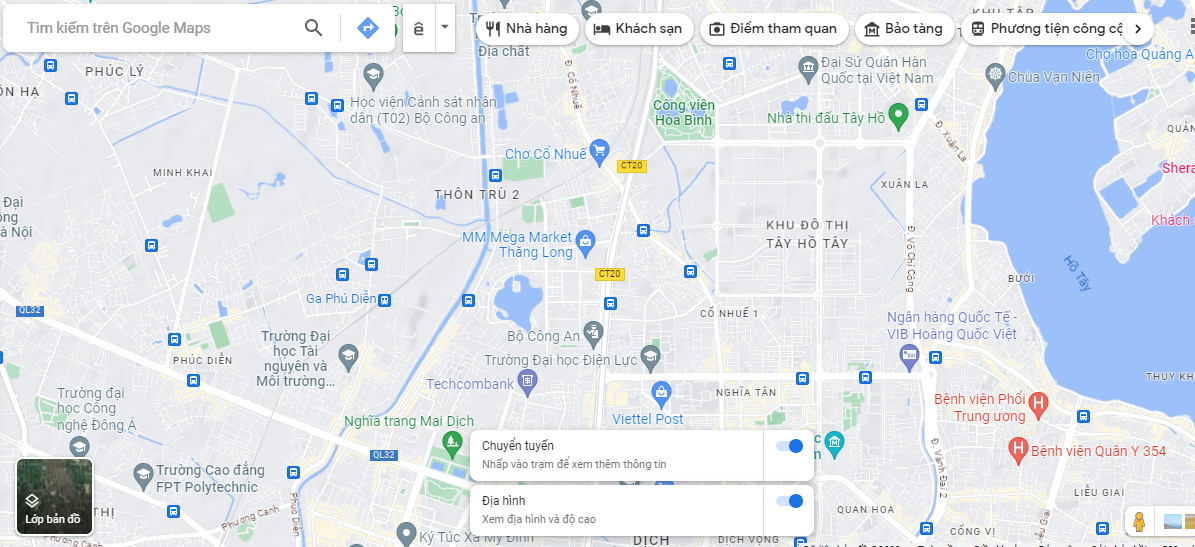 Tìm kiếm trên Google Maps
Nhà hàng
Khách sạn
Điểm tham quan
Bảo tàng
Phương tiện công cộ
Địa chất
PHÚC LÝ
Học viện Cảnh sát nhân
dân (T02) Bộ Công an
Đ. Cổ Nhuế
Công viên
Hòa Bình
Đại Sứ Quán Hàn
Quốc tại Việt Nam
Chợ hoa Quảng A
Chùa Vạn Niên
Nhà thi đấu Tây Hồ
Đ. Xuân La
QUẢN
Chợ Cổ Nhuế
CT20
MINH KHAI
THÔN TRÙ 2
XUÂN LA
Shera
Đại
à Nội
KHU ĐÔ THỊ
TÂY HỒ TÂY
Khách
MM Mega Market
Thăng Long
Đ. Võ Chí Công
Hồ Tây
CT20
BƯỞI
Ga Phú Diễn
QL32
CỔ NHUẾ 1
Ngân hàng Quốc Tế -
VIB Hoàng Quốc Việt
Bộ Công An
Trường Đại
học Tài
nguyên và
Môi trường...
Trường Đại học Điện Lực
PHÚC DIỄN
Techcombank
NGHĨA TÂN
THỤY KH
Trường đại
học Công
nghệ Đông Á
Viettel Post
Bệnh viện Phổi
Trung ương
Nghĩa trang Mai Dịch
QL32
Chuyển tuyến
Nhấp vào trạm để xem thêm thông tin
Bệnh viện Quân Y 354
Trường Cao đẳng
FPT Polytechnic
Đ. Vành Đai 2
Phúc Diễn
LIỄU GIAI
Địa hình
Xem địa hình và độ cao
Lớp bản đồ
Phương Canh
QUAN HOA
Liễu Giai
CỐNG VỊ
Ký Túc Xá Mỹ Đình
DỊCH
DỊCH VỌNG